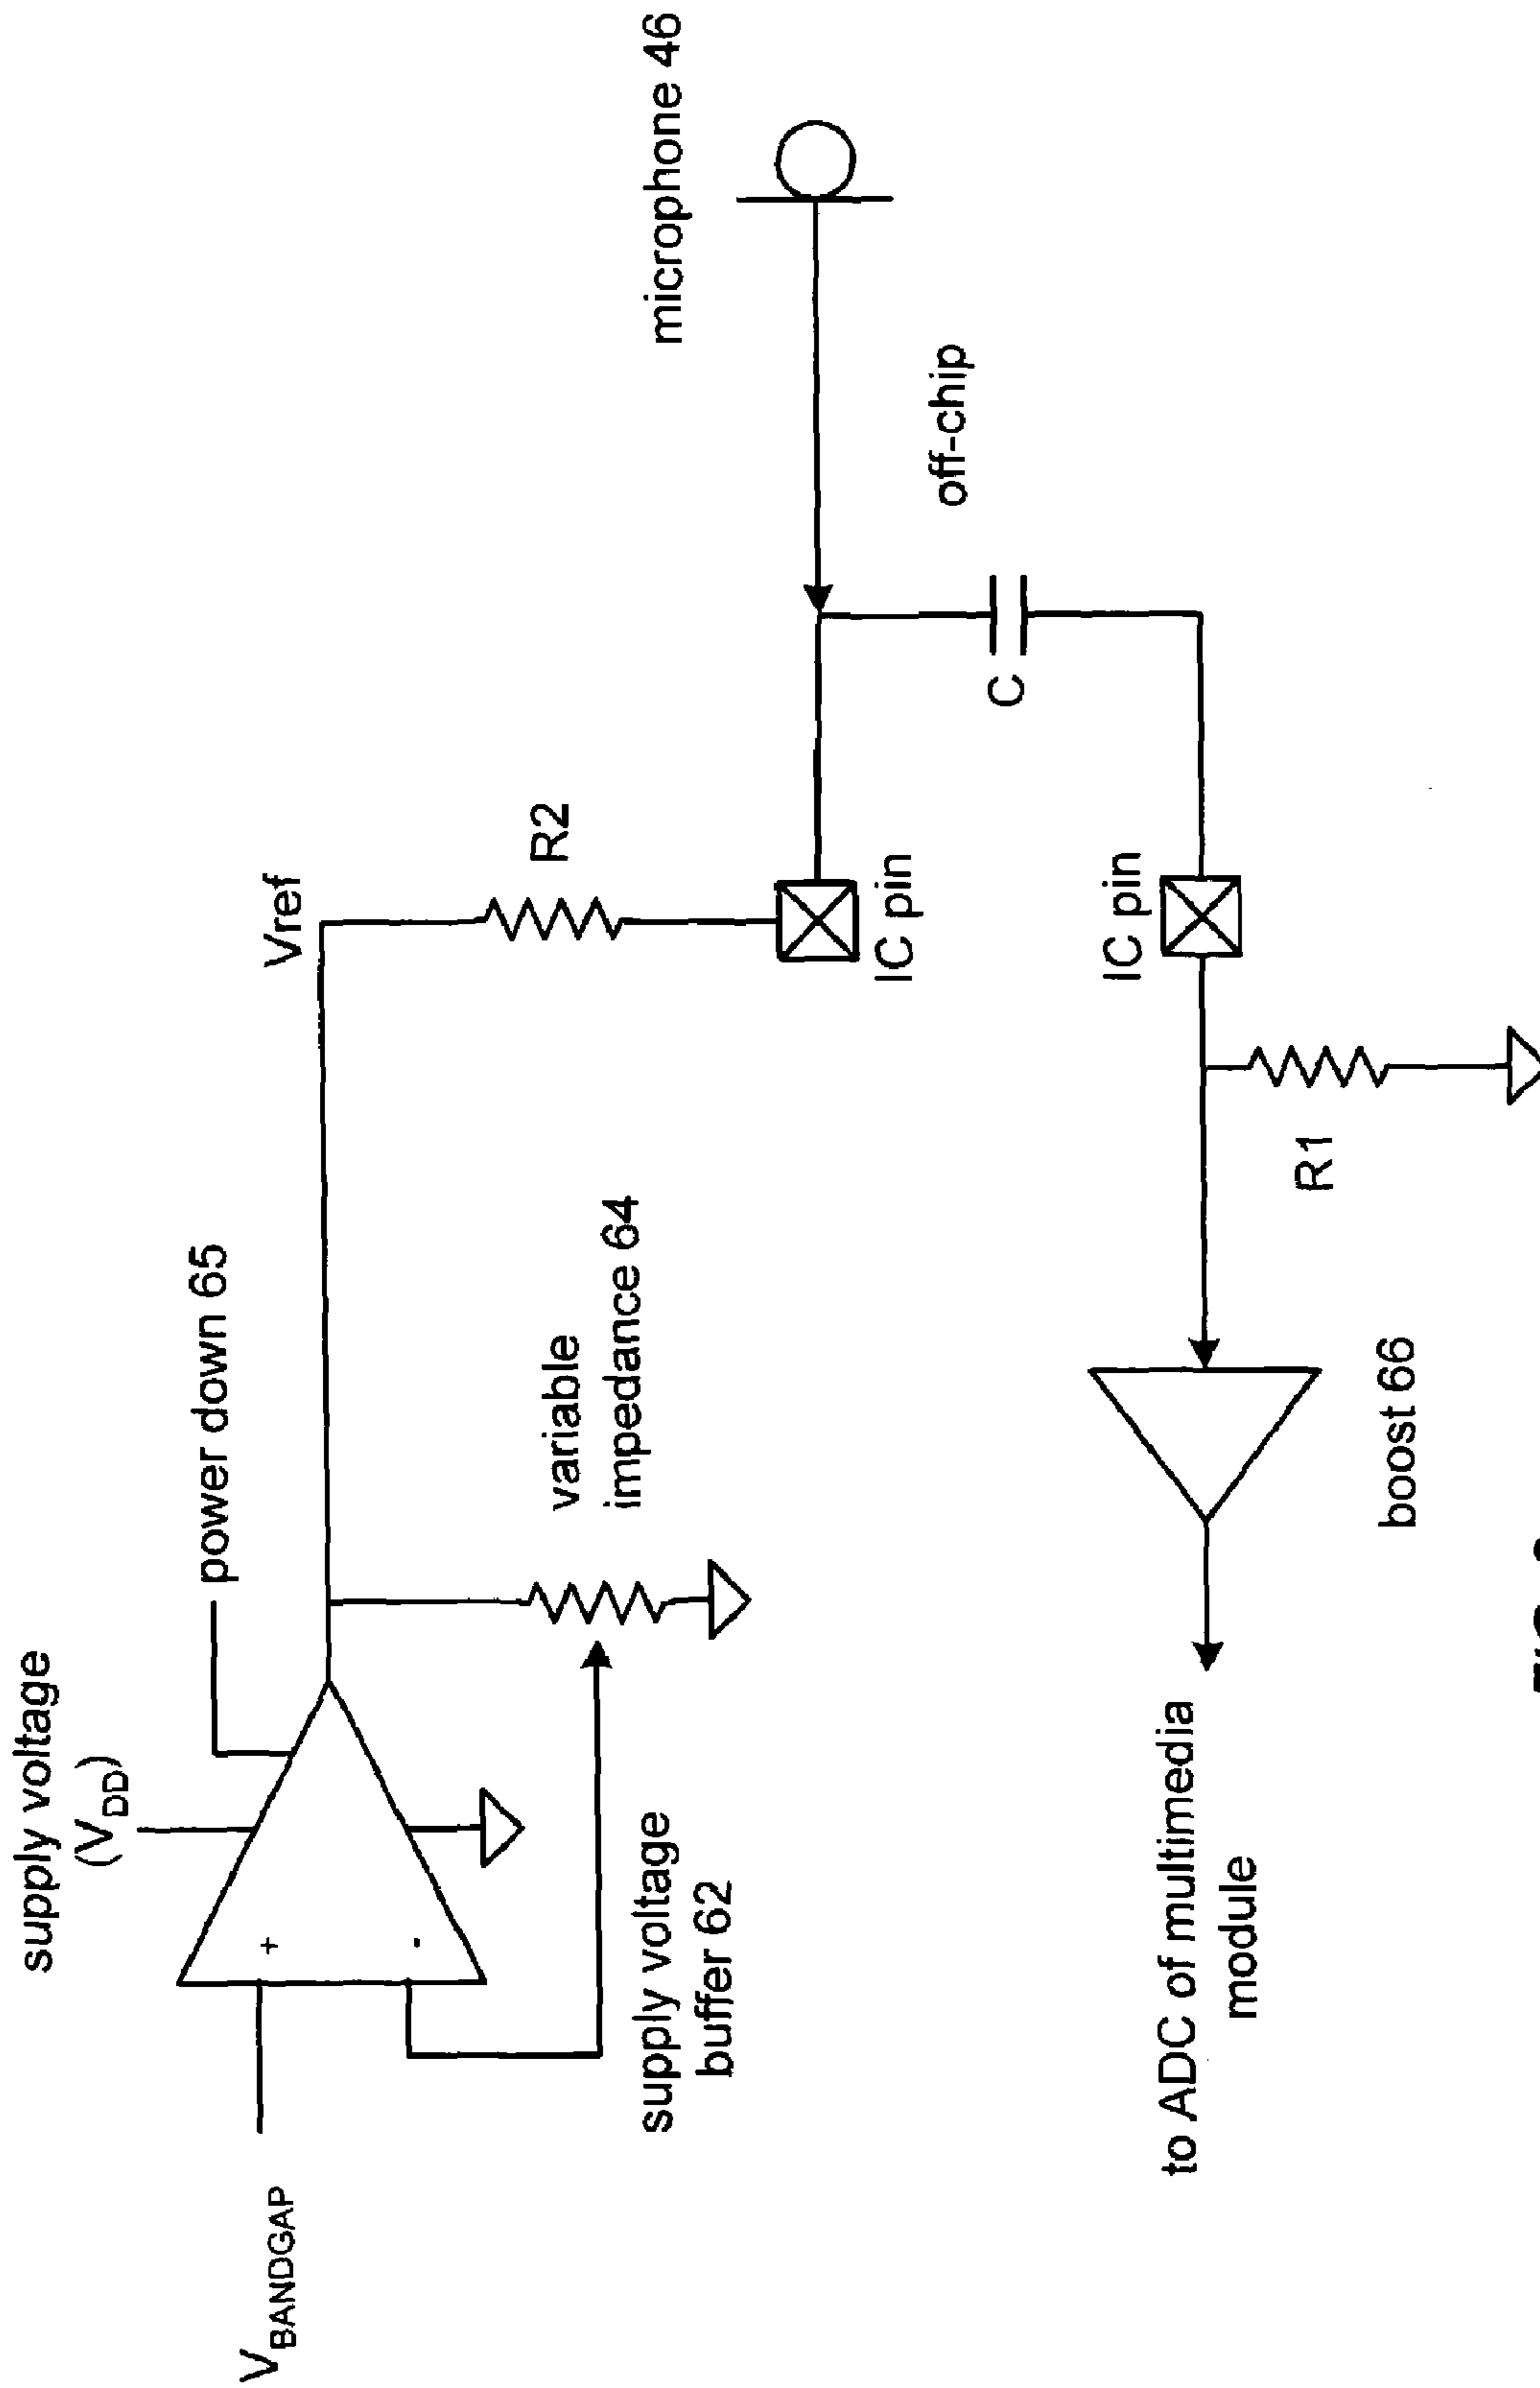 supply voltage
(VDD)
power down 65
Vref
microphone 46
VBANDGAP
+
-
variable
impedance 64
R2
supply voltage
buffer 62
IC pin
off-chip
C
IC pin
to ADC of multimedia
module
R1
boost 66